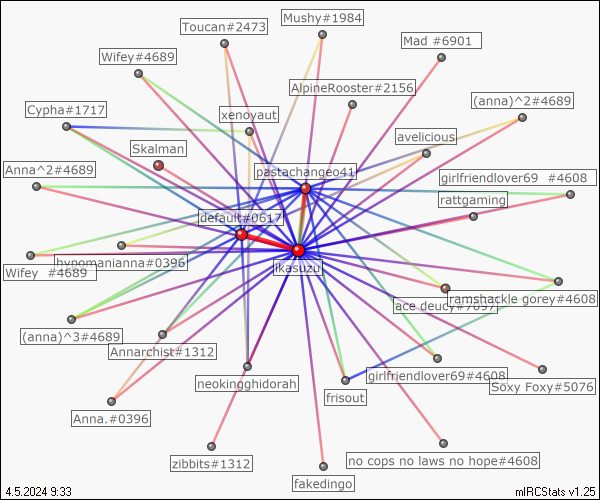 Mushy#1984
Toucan#2473
Mad #6901
Wifey#4689
AlpineRooster#2156
(anna)^2#4689
Cypha#1717
xenoyaut
avelicious
Skalman
Anna^2#4689
pastachangeo41
girlfriendlover69 #4608
rattgaming
default#0617
hypomanianna#0396
ikasuzu
Wifey #4689
ace deucy#7697
ramshackle gorey#4608
(anna)^3#4689
Annarchist#1312
neokingghidorah
girlfriendlover69#4608
Soxy Foxy#5076
frisout
Anna.#0396
zibbits#1312
no cops no laws no hope#4608
fakedingo
4.5.2024 9:33
mIRCStats v1.25